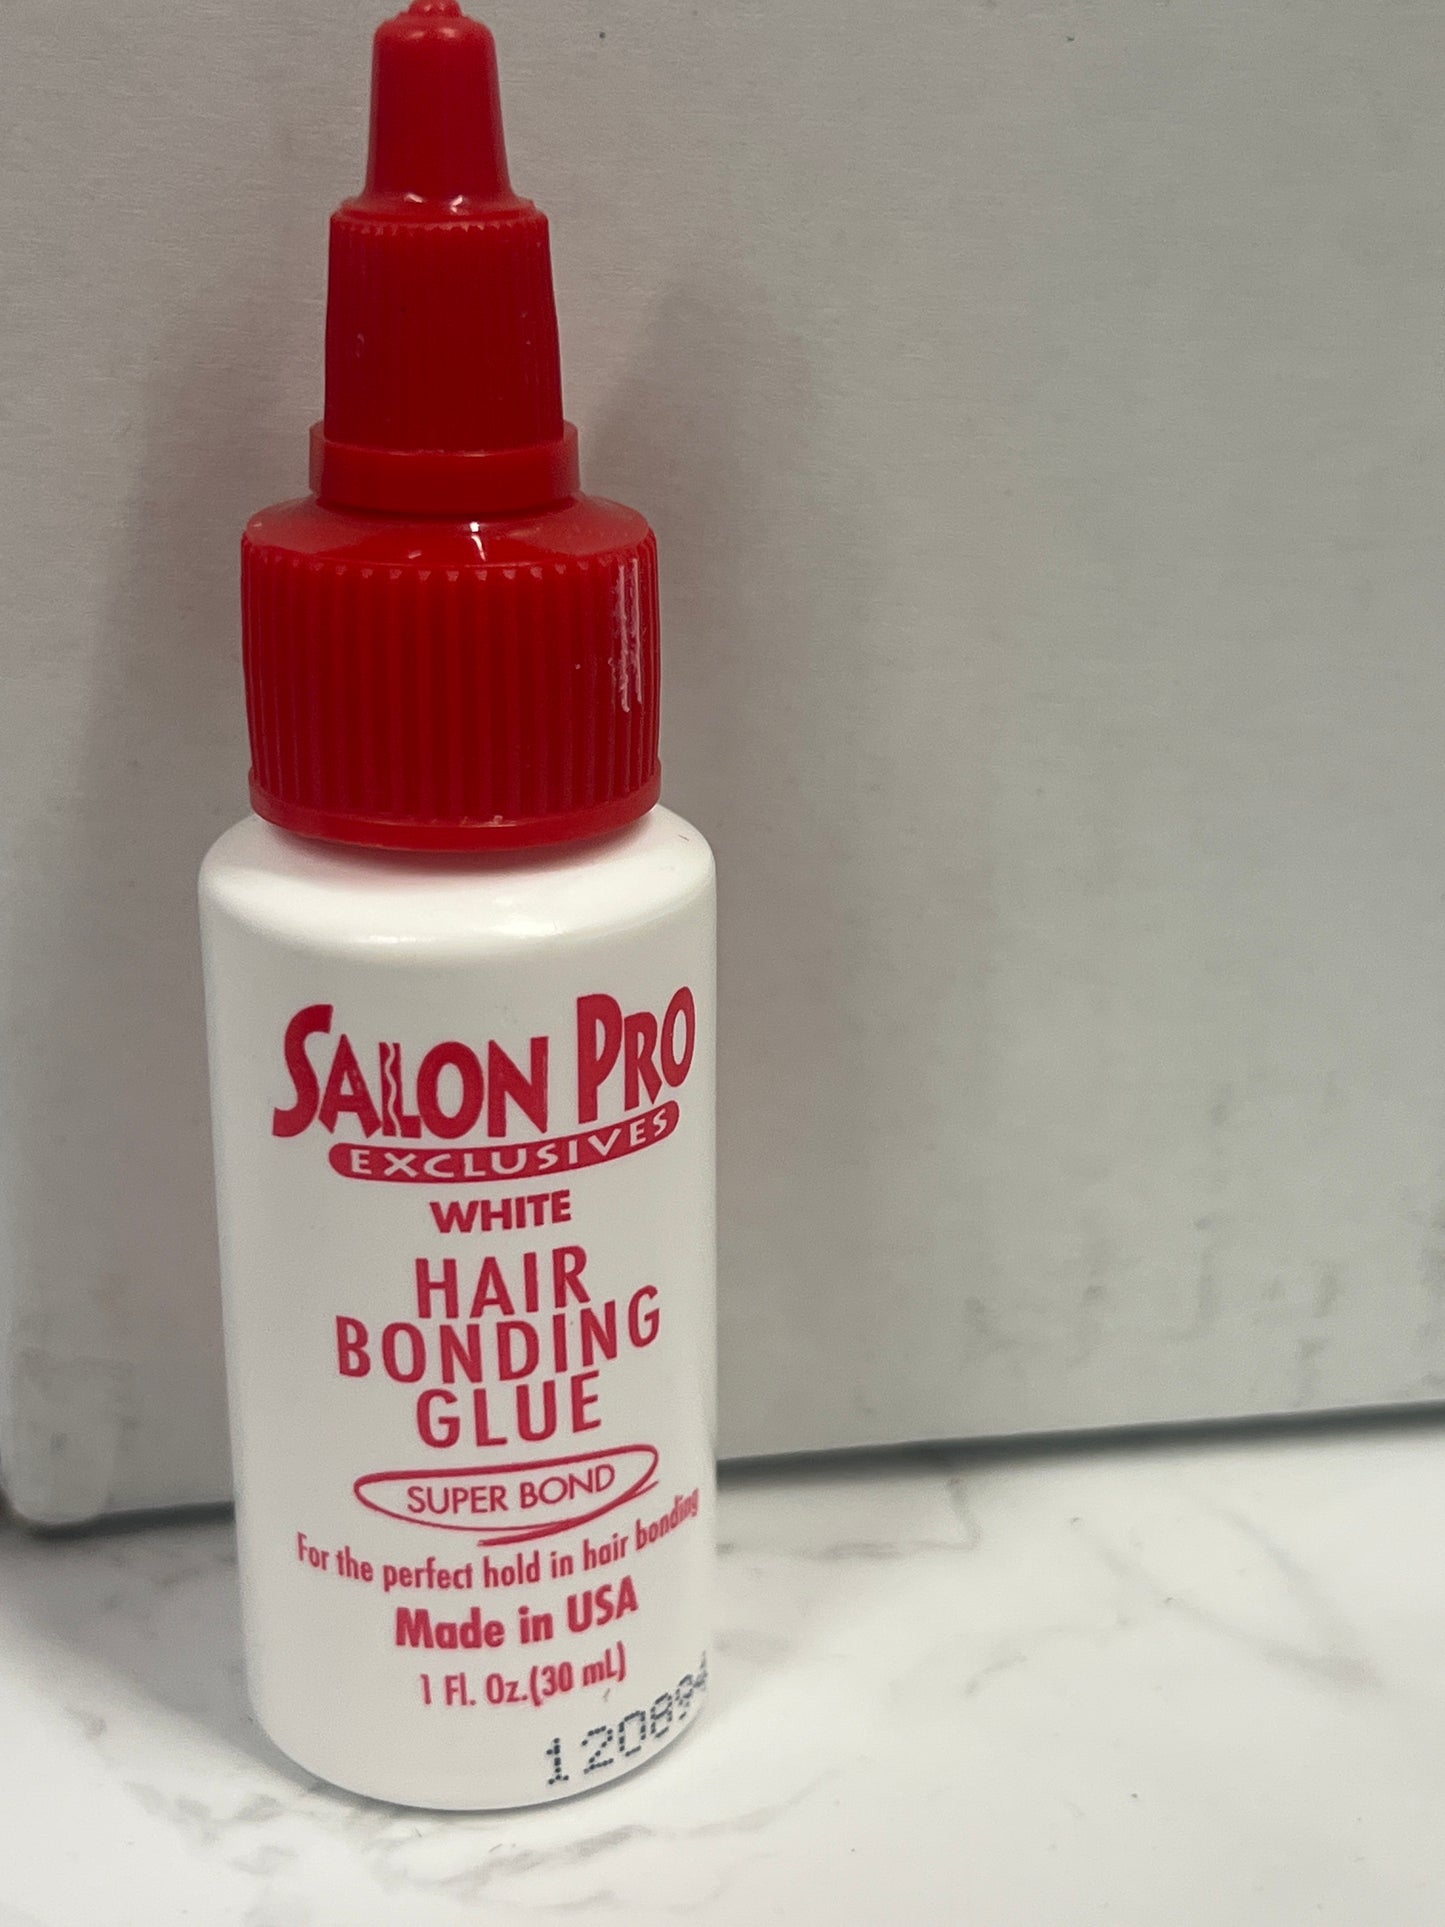 SALON PRO
EXCLUSIVES
WHITE
HAIR
BONDING
GLUE
SUPER BOND
For the perfect hold in hair bonding
Made in USA
1 Fl. Oz.(30 mL)